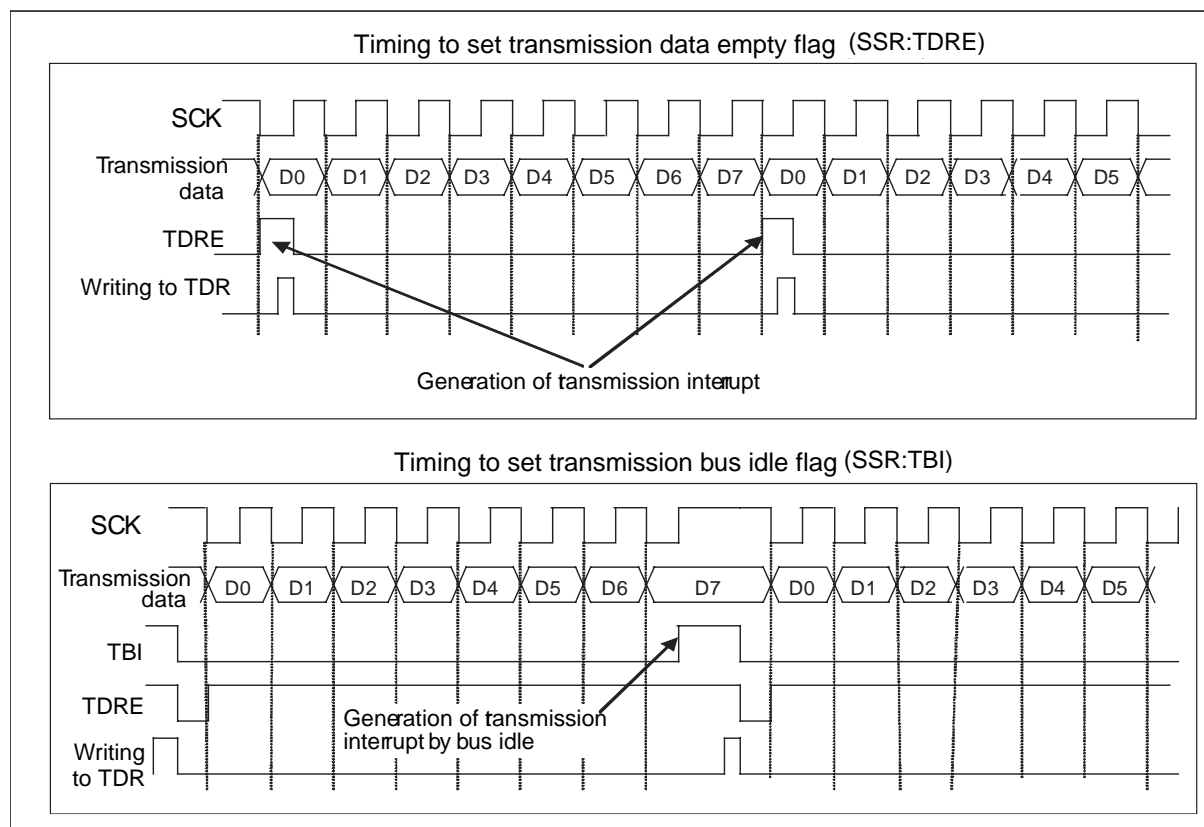 Timing to set transmission data empty flag (SSR:TDRE)
SCK
Transmission
data
D0 D1 D2 D3 D4 D5 D6 D7 D0 D1 D2 D3 D4 D5
TDRE
Writing to TDR
Generation of transmission interrupt
Timing to set transmission bus idle flag (SSR:TBI)
SCK
Transmission
data
D0 D1 D2 D3 D4 D5 D6 D7 D0 D1 D2 D3 D4 D5
TBI
TDRE
Generation of transmission
interrupt by bus idle
Writing
to TDR